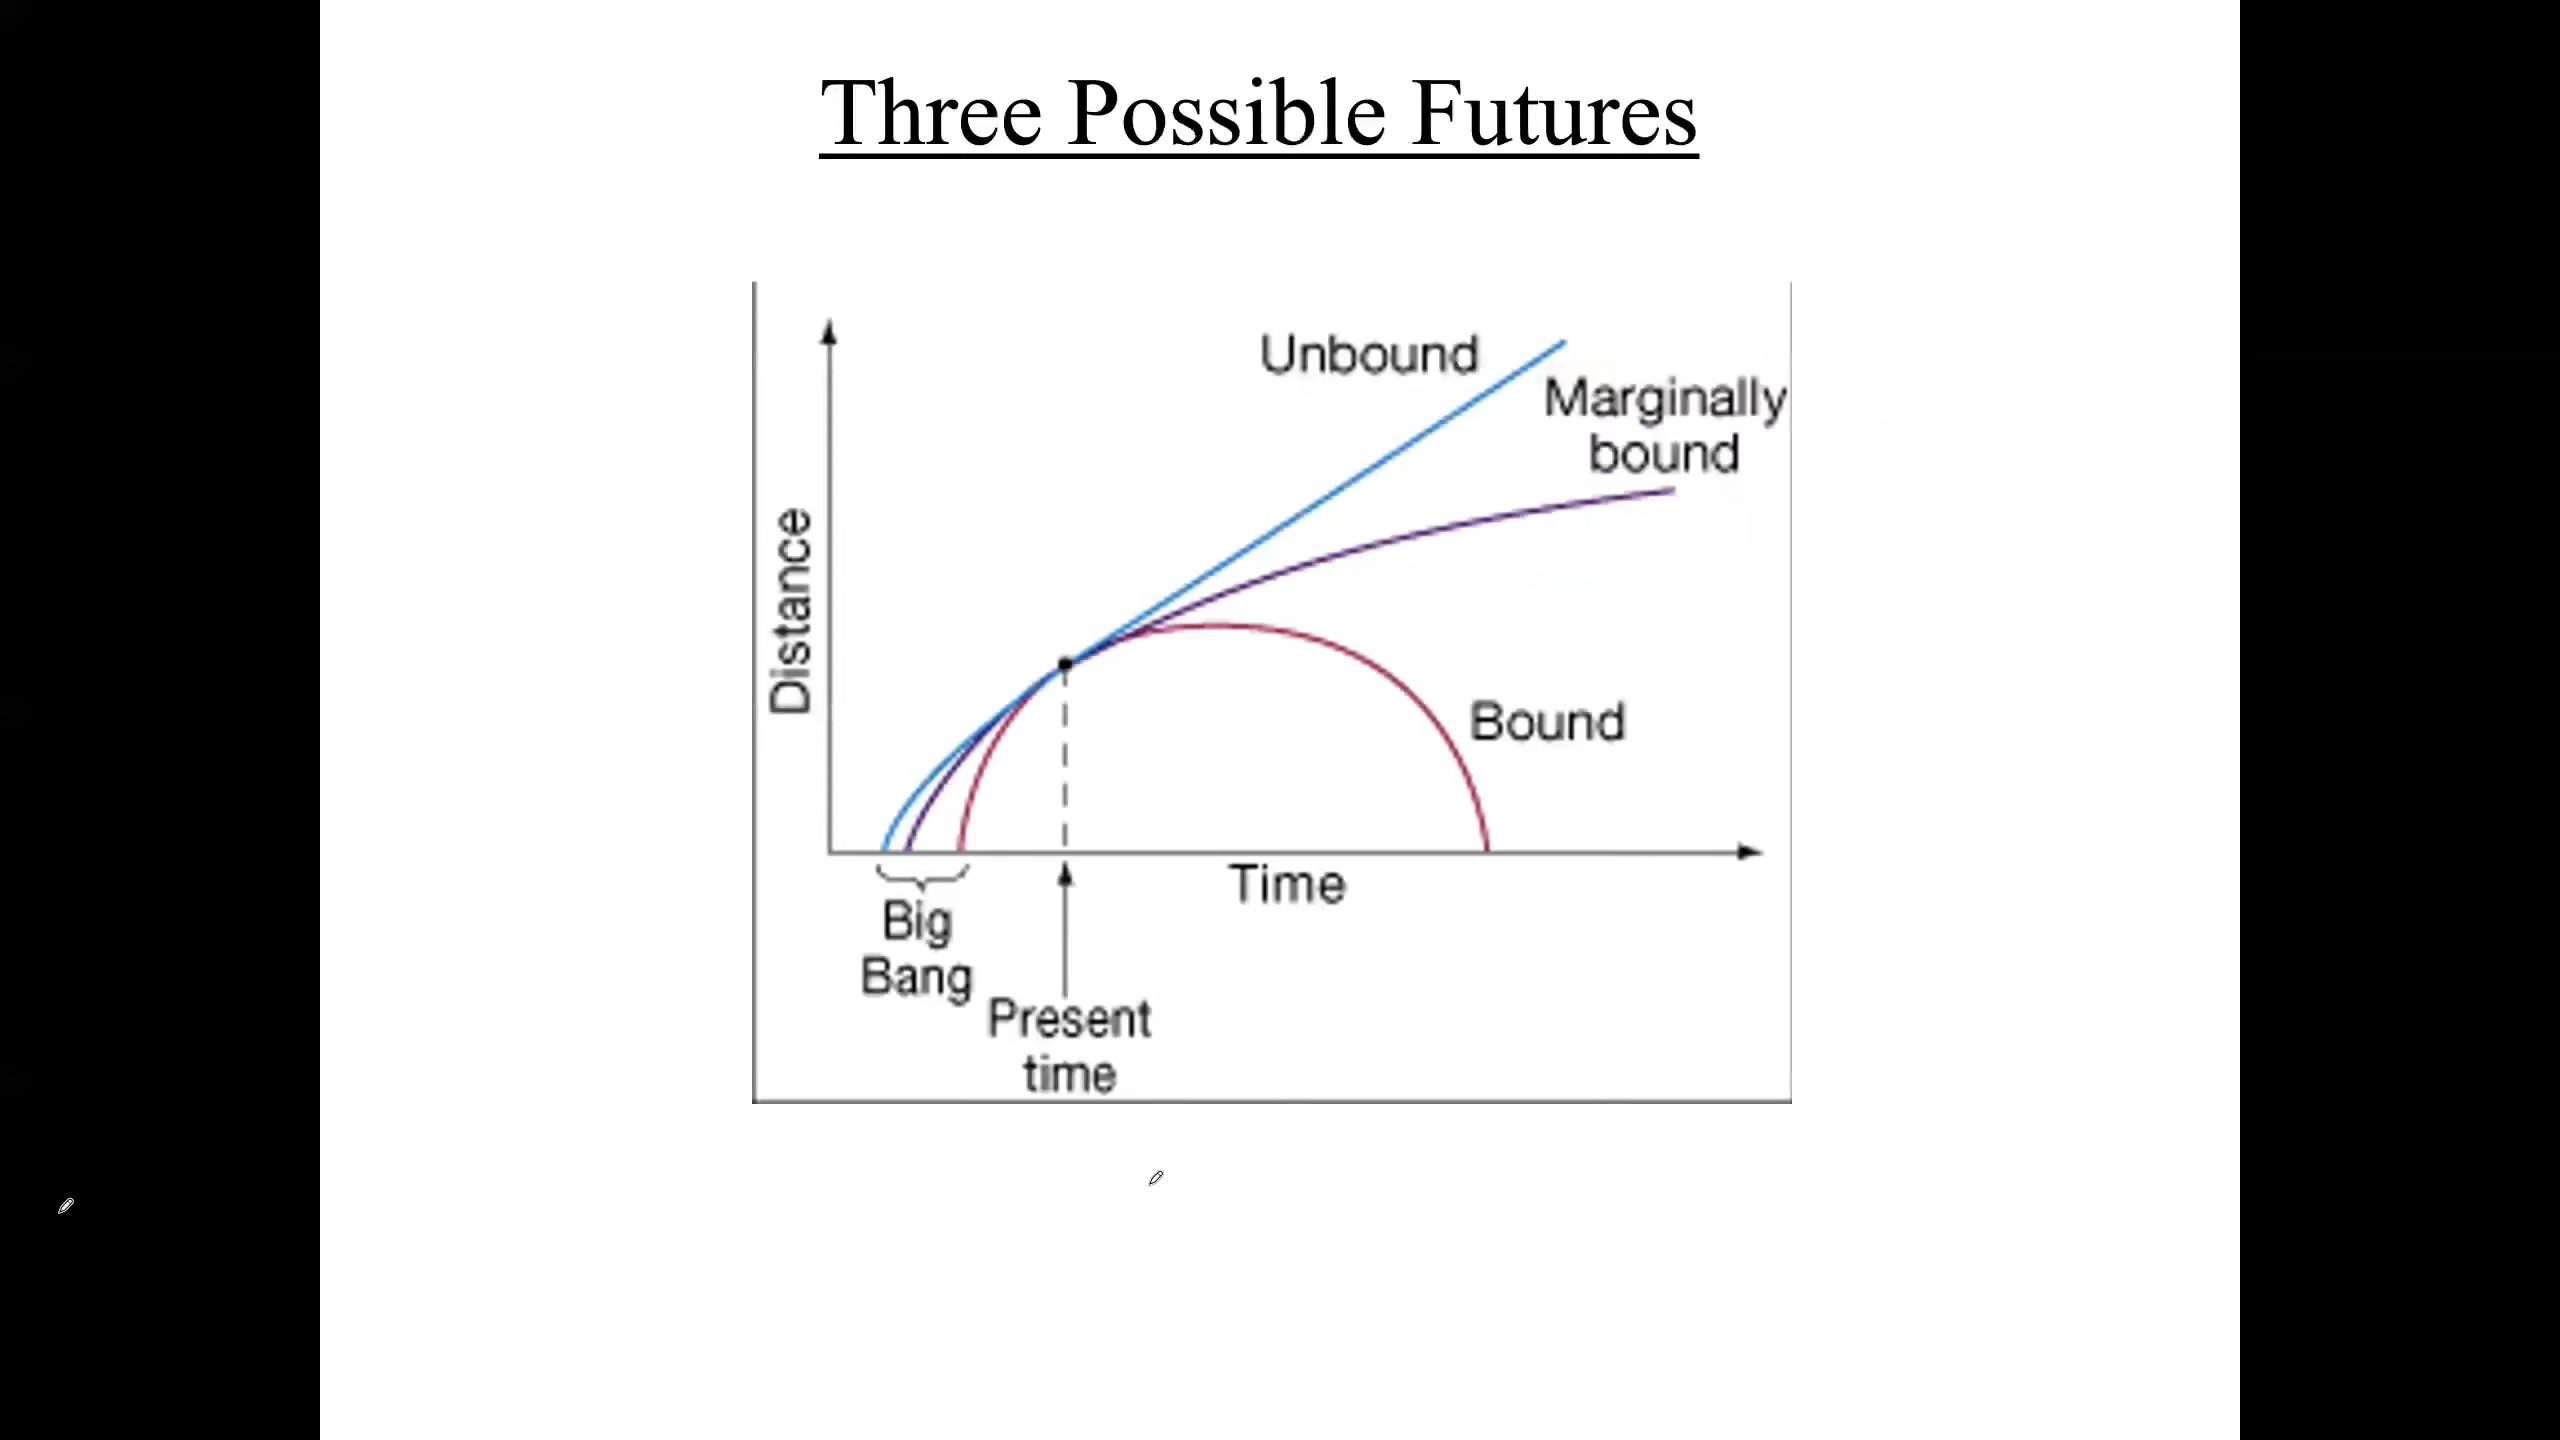 Three Possible Futures
Unbound
Marginally
bound
Distance
Bound
Time
Big
Bang
Present
time